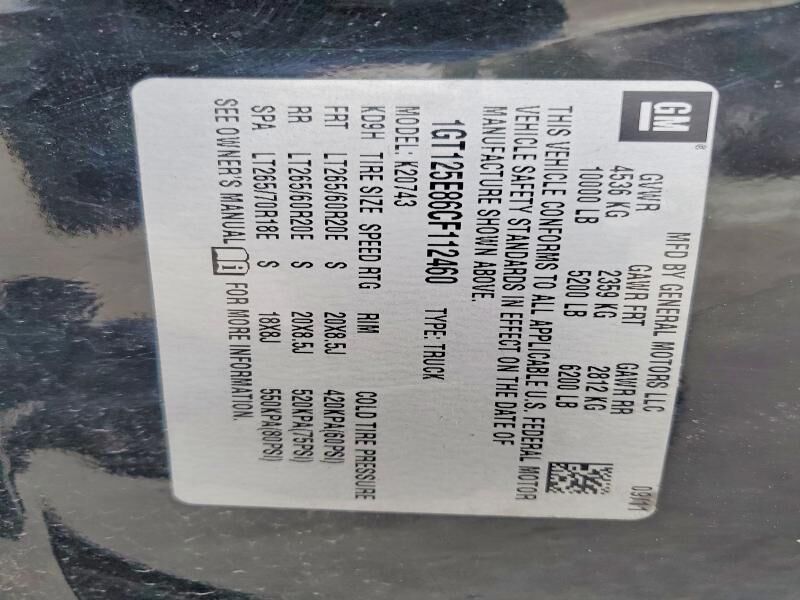 MFD BY GENERAL MOTORS LLC 09/11
GM ®
GVWR GAWR FRT GAWR RR
4536 KG 2359 KG 2812 KG
10000 LB 5200 LB 6200 LB
THIS VEHICLE CONFORMS TO ALL APPLICABLE U.S. FEDERAL MOTOR
VEHICLE SAFETY STANDARDS IN EFFECT ON THE DATE OF
MANUFACTURE SHOWN ABOVE.
1GT125E86CF112460 TYPE: TRUCK
MODEL: K20743
KD9H TIRE SIZE SPEED RTG RIM COLD TIRE PRESSURE
FRT LT265/60R20E S 20X8.5J 420KPA(60PSI)
RR LT265/60R20E S 20X8.5J 520KPA(75PSI)
SPA LT265/70R18E S 18X8J 550KPA(80PSI)
SEE OWNER'S MANUAL FOR MORE INFORMATION.